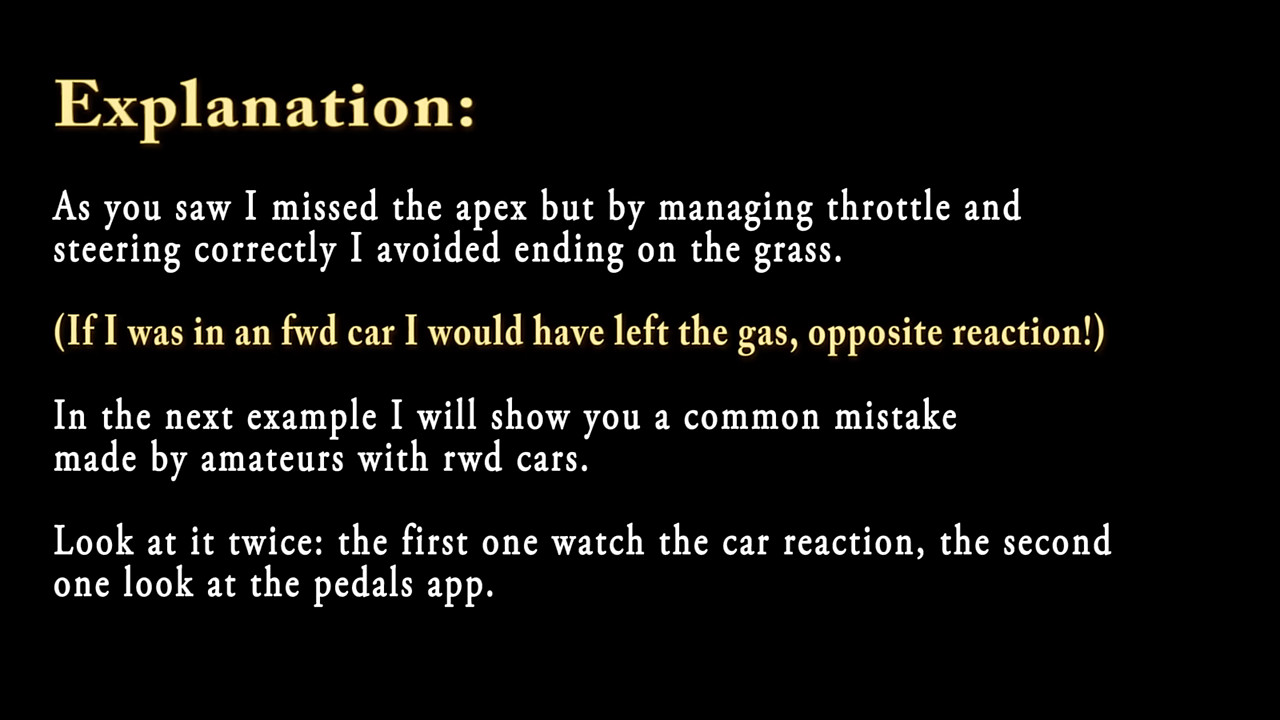 Explanation:
As you saw I missed the apex but by managing throttle and
steering correctly I avoided ending on the grass.
(If I was in an fwd car I would have left the gas, opposite reaction!)
In the next example I will show you a common mistake
made by amateurs with rwd cars.
Look at it twice: the first one watch the car reaction, the second
one look at the pedals app.